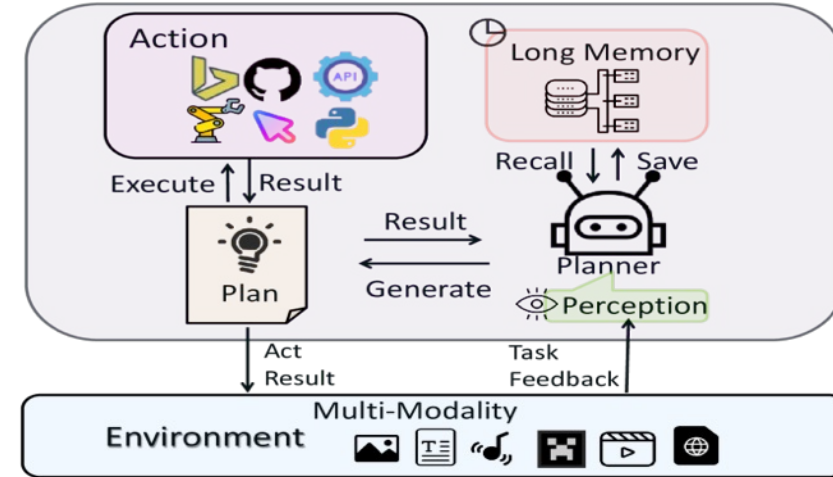 Action
API
Long Memory
Recall
Save
Execute
Result
Result
Plan
Planner
Generate
Perception
Act
Result
Task
Feedback
Multi-Modality
Environment
T